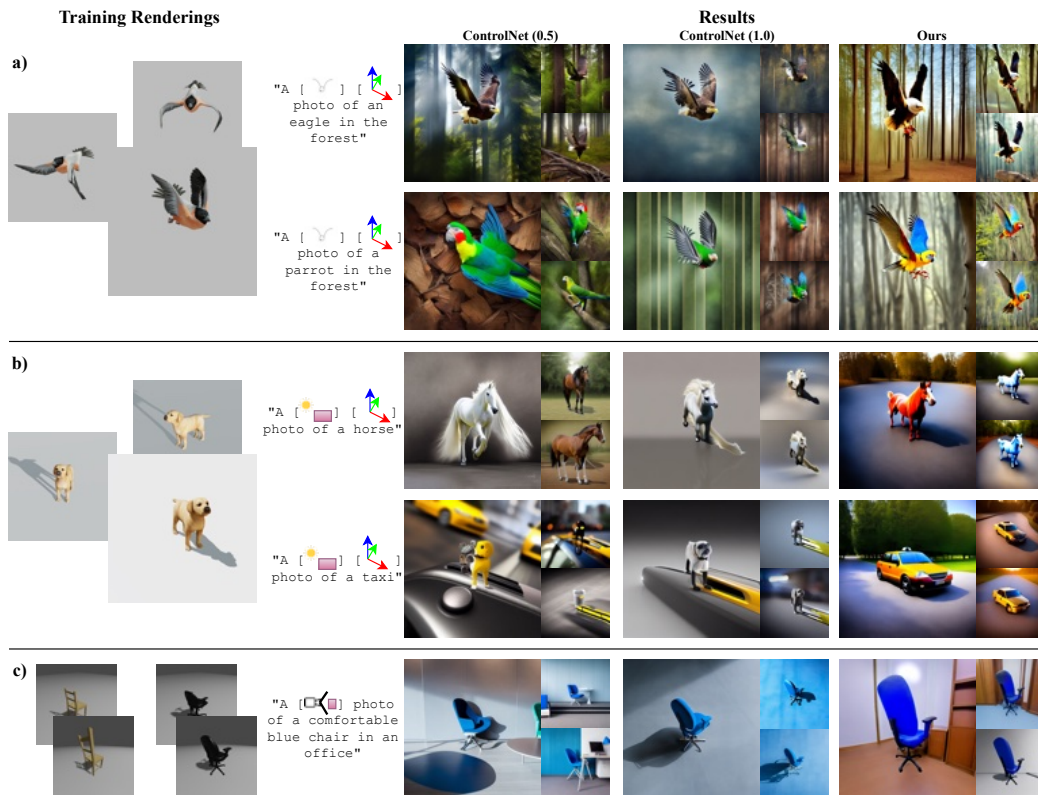 Training Renderings
Results
ControlNet (0.5)
ControlNet (1.0)
Ours
a)
"A [ ] [ ]
photo of an
eagle in the
forest"
"A [ ] [ ]
photo of a
parrot in the
forest"
b)
"A [ ] [ ]
photo of a horse"
"A [ ] [ ]
photo of a taxi"
c)
"A [ ] photo
of a comfortable
blue chair in an
office"